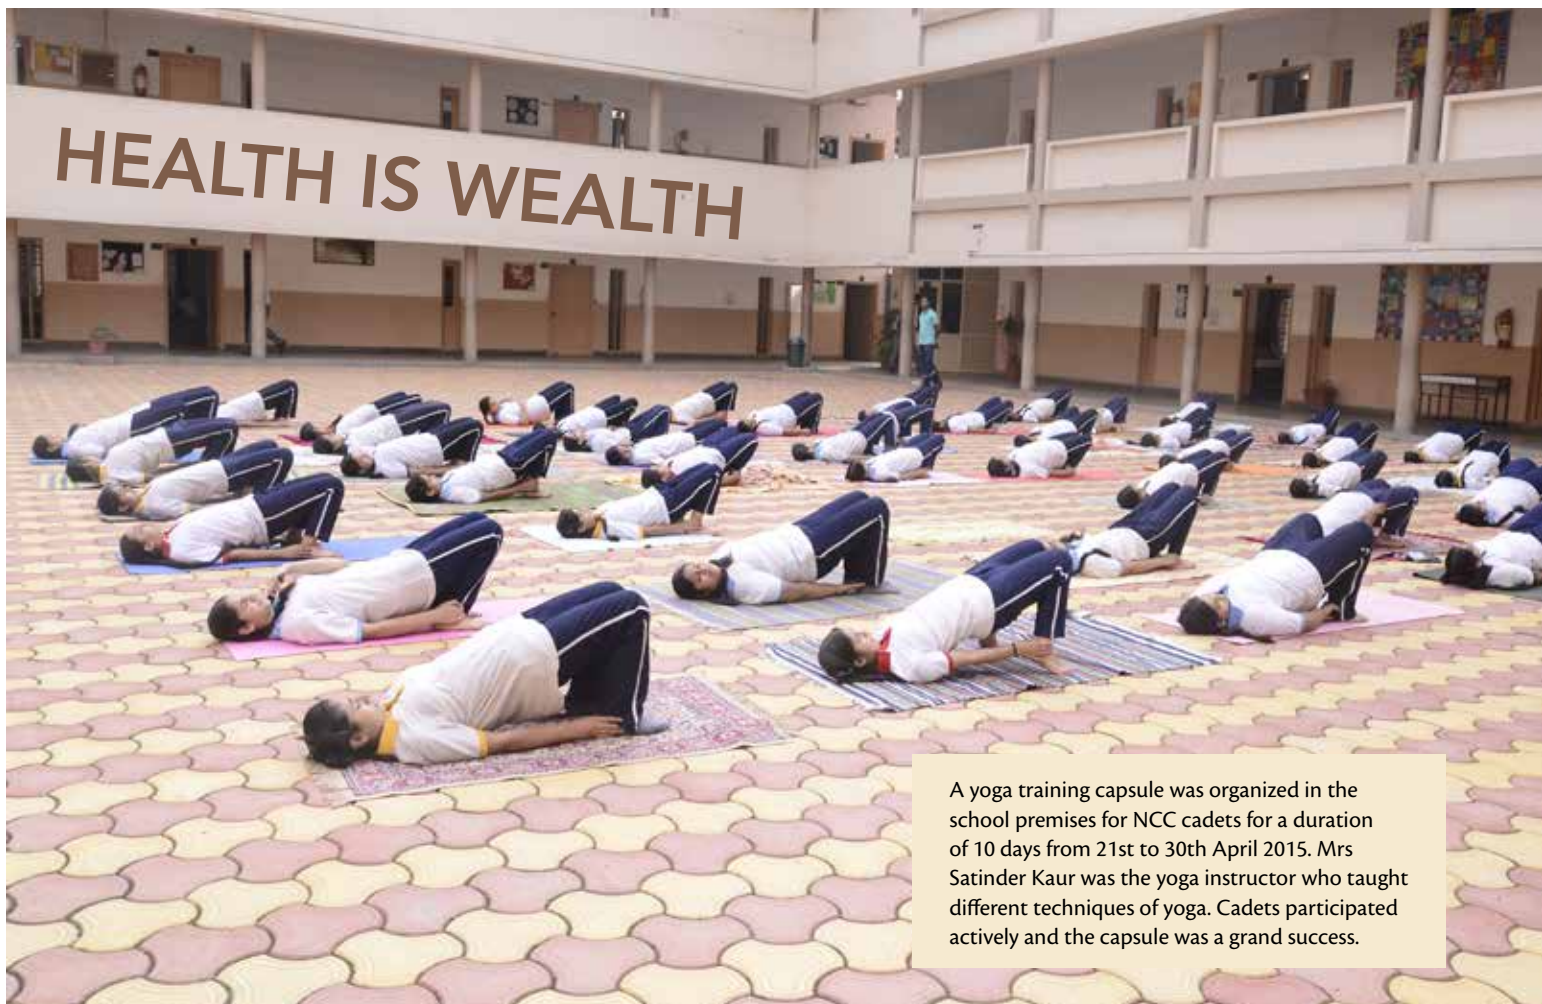 HEALTH IS WEALTH
A yoga training capsule was organized in the
school premises for NCC cadets for a duration
of 10 days from 21st to 30th April 2015. Mrs
Satinder Kaur was the yoga instructor who taught
different techniques of yoga. Cadets participated
actively and the capsule was a grand success.